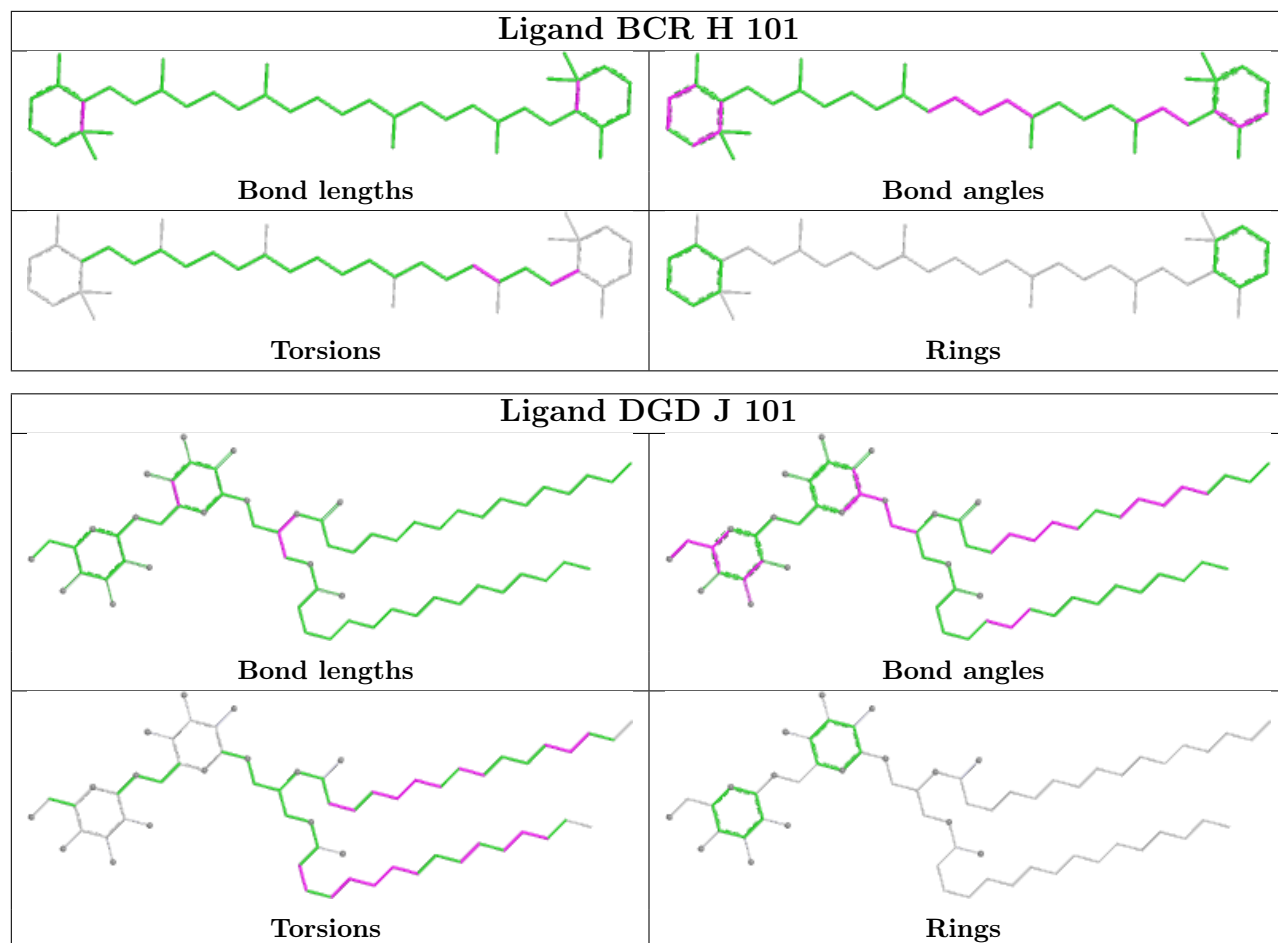 Ligand BCR H 101
Bond lengths
Bond angles
Torsions
Rings
Ligand DGD J 101
Bond lengths
Bond angles
Torsions
Rings